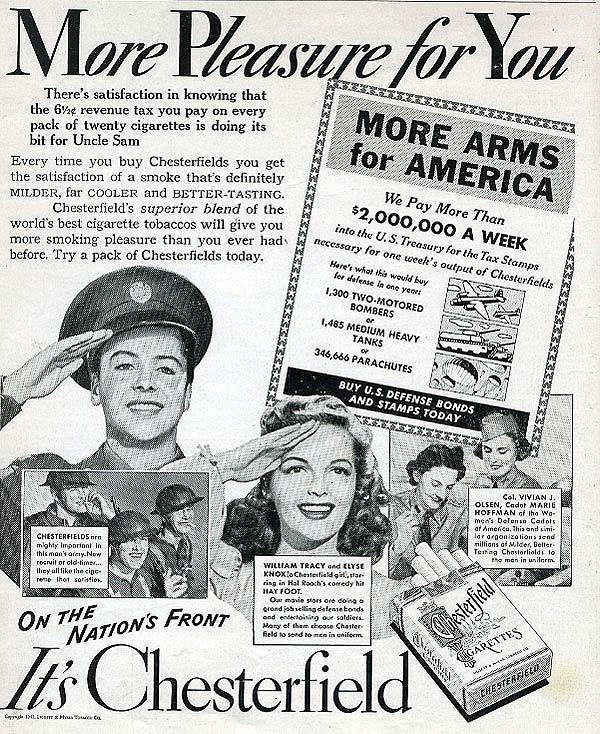 More Pleasure for You
There's satisfaction in knowing that
the 6½¢ revenue tax you pay on every
pack of twenty cigarettes is doing its
bit for Uncle Sam
Every time you buy Chesterfields you get
the satisfaction of a smoke that's definitely
MILDER, far COOLER and BETTER-TASTING.
Chesterfield's superior blend of the
world's best cigarette tobaccos will give you
more smoking pleasure than you ever had
before. Try a pack of Chesterfields today.
MORE ARMS
for AMERICA
We Pay More Than
$2,000,000 A WEEK
into the U.S. Treasury for the Tax Stamps
necessary for one week's output of Chesterfields
Here's what this would buy
for defense in one year:
1,300 TWO-MOTORED
BOMBERS
or
1,485 MEDIUM HEAVY
TANKS
or
346,666 PARACHUTES
BUY U.S. DEFENSE BONDS
AND STAMPS TODAY
CHESTERFIELDS are
mighty important in
this man's army. New
recruit or old-timer...
they all like the ciga-
rette that satisfies.
WILLIAM TRACY and ELYSE
KNOX (a Chesterfield girl), star-
ring in Hal Roach's comedy hit
HAY FOOT.
Our movie stars are doing a
grand job selling defense bonds
and entertaining our soldiers.
Many of them choose Chester-
field to send to men in uniform.
Col. VIVIAN J.
OLSEN, Cadet MARIE
HOFFMAN of the Wo-
men's Defense Cadets
of America. This and simi-
lar organizations send
millions of Milder, Better-
Tasting Chesterfields to
the men in uniform.
ON THE
NATION'S FRONT
It's Chesterfield
Chesterfield
CIGARETTES
LIGGETT & MYERS TOBACCO CO.
Chesterfield
CHESTERFIELD
Copyright 1942, LIGGETT & MYERS TOBACCO CO.